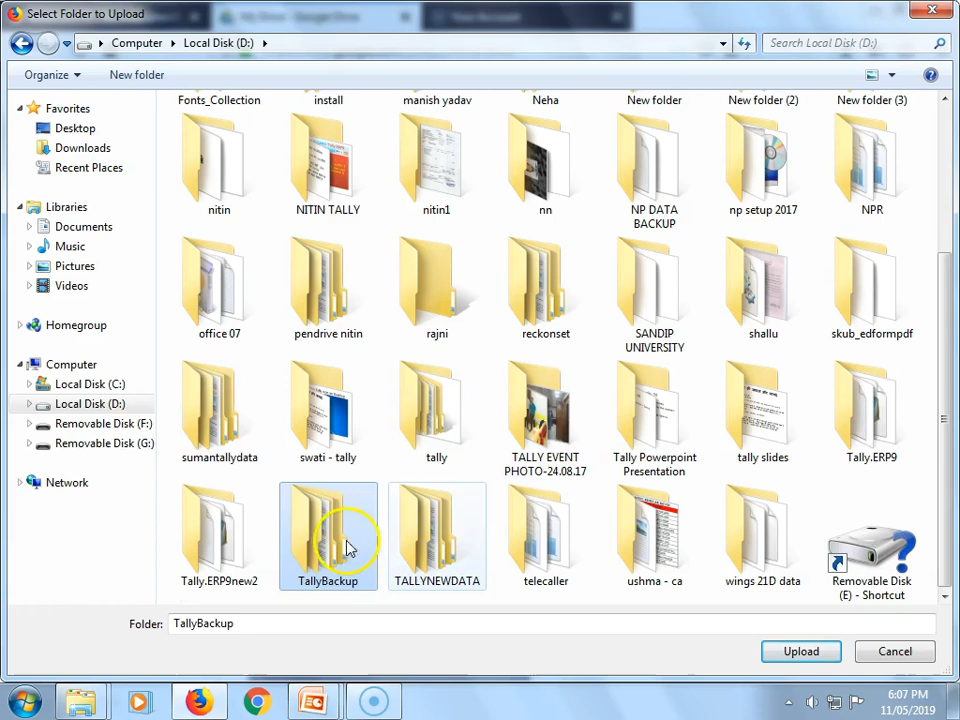 Select Folder to Upload
My Drive - Google Drive
Computer
Local Disk (D:)
Search Local Disk (D:)
Organize
New folder
Favorites
Desktop
Downloads
Recent Places
Libraries
Documents
Music
Pictures
Videos
Homegroup
Computer
Local Disk (C:)
Local Disk (D:)
Removable Disk (F:)
Removable Disk (G:)
Network
Fonts_Collection
install
manish yadav
Neha
New folder
New folder (2)
New folder (3)
nitin
NITIN TALLY
nitin1
nn
NP DATA
BACKUP
np setup 2017
NPR
office 07
pendrive nitin
rajni
reckonset
SANDIP
UNIVERSITY
shallu
skub_edformpdf
sumantallydata
swati - tally
tally
TALLY EVENT
PHOTO-24.08.17
Tally Powerpoint
Presentation
tally slides
Tally.ERP9
Tally.ERP9new2
TallyBackup
TALLYNEWDATA
telecaller
ushma - ca
wings 21D data
Removable Disk
(E) - Shortcut
Folder:
TallyBackup
Upload
Cancel
6:07 PM
11/05/2019